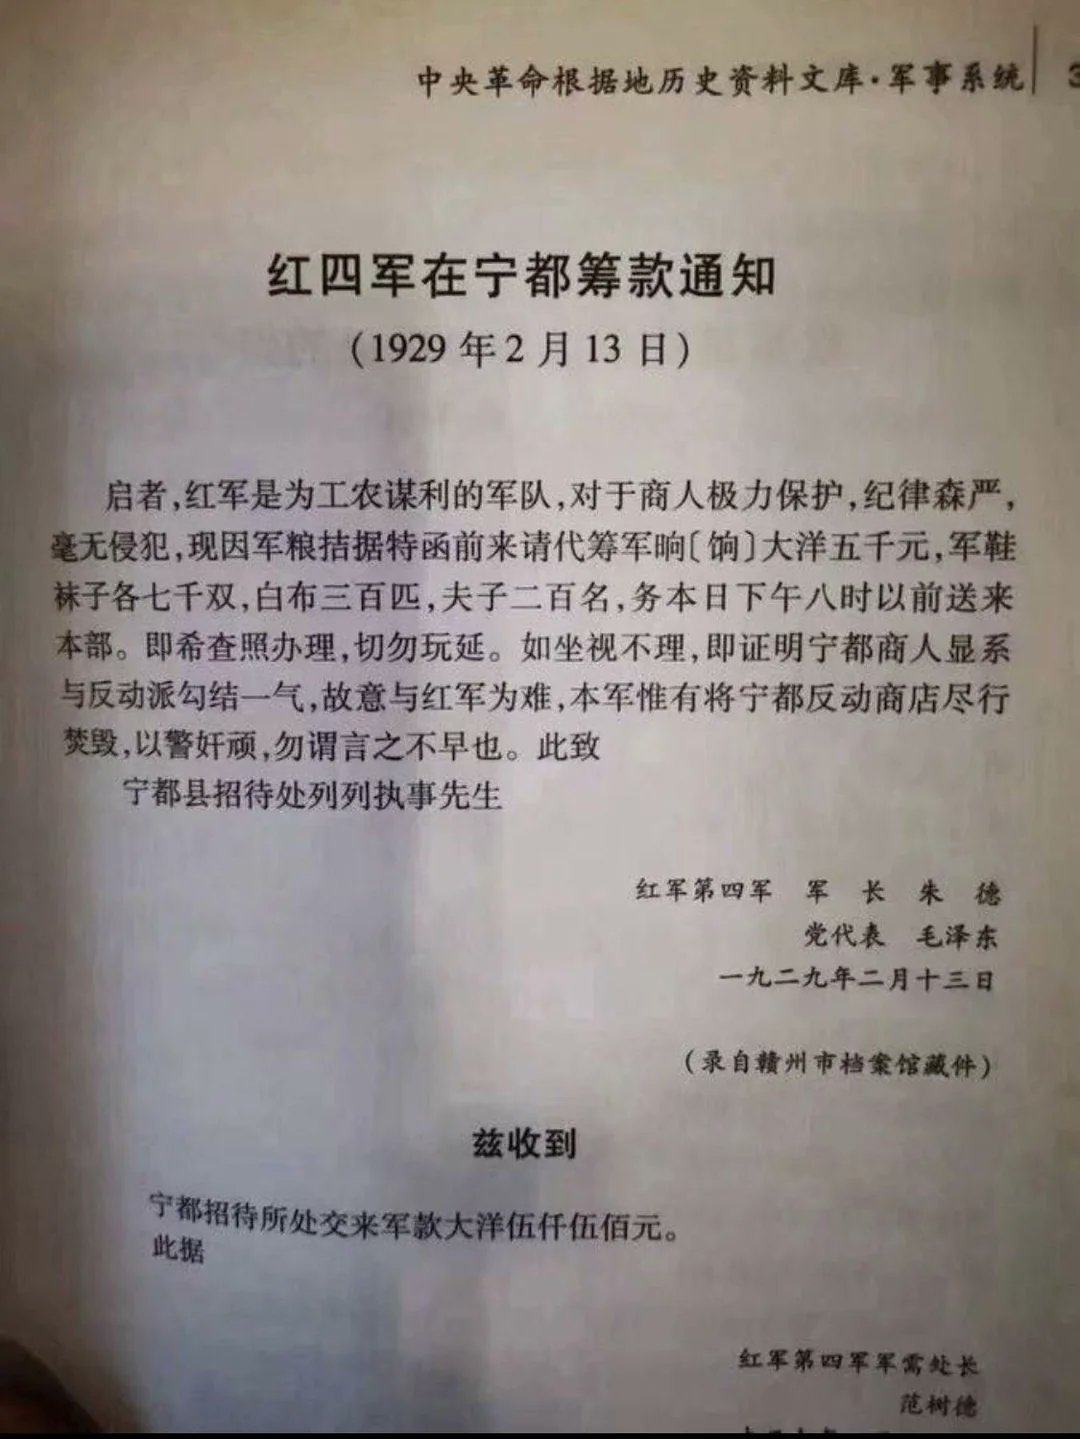 中央革命根据地历史资料文库·军事系统 3
红四军在宁都筹款通知
(1929年2月13日)
启者,红军是为工农谋利的军队,对于商人极力保护,纪律森严,
毫无侵犯,现因军粮拮据特函前来请代筹军晌〔饷〕大洋五千元,军鞋
袜子各七千双,白布三百匹,夫子二百名,务本日下午八时以前送来
本部。即希查照办理,切勿玩延。如坐视不理,即证明宁都商人显系
与反动派勾结一气,故意与红军为难,本军惟有将宁都反动商店尽行
焚毁,以警奸顽,勿谓言之不早也。此致
宁都县招待处列列执事先生
红军第四军 军 长 朱 德
党代表 毛泽东
一九二九年二月十三日
(录自赣州市档案馆藏件)
兹收到
宁都招待所处交来军款大洋伍仟伍佰元。
此据
红军第四军军需处长
范树德